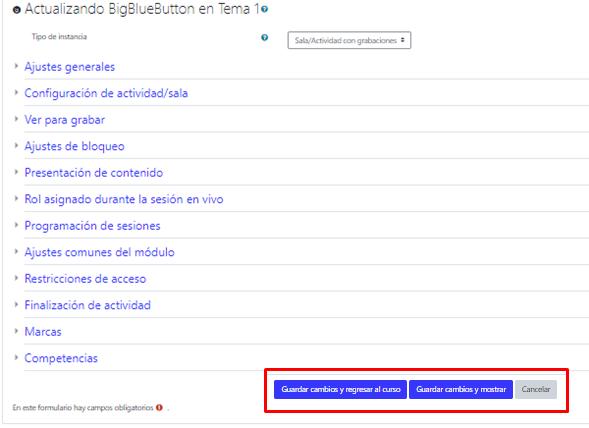 Actualizando BigBlueButton en Tema 1
Tipo de instancia Sala/Actividad con grabaciones
Ajustes generales
Configuración de actividad/sala
Ver para grabar
Ajustes de bloqueo
Presentación de contenido
Rol asignado durante la sesión en vivo
Programación de sesiones
Ajustes comunes del módulo
Restricciones de acceso
Finalización de actividad
Marcas
Competencias
Guardar cambios y regresar al curso Guardar cambios y mostrar Cancelar
En este formulario hay campos obligatorios .